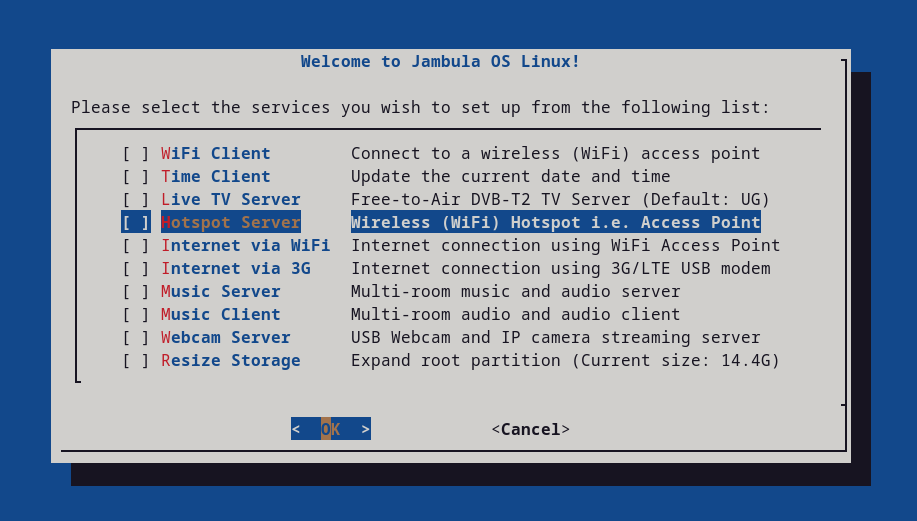 Welcome to Jambula OS Linux!
Please select the services you wish to set up from the following list:
[ ] WiFi Client Connect to a wireless (WiFi) access point
[ ] Time Client Update the current date and time
[ ] Live TV Server Free-to-Air DVB-T2 TV Server (Default: UG)
[ ] Hotspot Server Wireless (WiFi) Hotspot i.e. Access Point
[ ] Internet via WiFi Internet connection using WiFi Access Point
[ ] Internet via 3G Internet connection using 3G/LTE USB modem
[ ] Music Server Multi-room music and audio server
[ ] Music Client Multi-room audio and audio client
[ ] Webcam Server USB Webcam and IP camera streaming server
[ ] Resize Storage Expand root partition (Current size: 14.4G)
< OK > <Cancel>